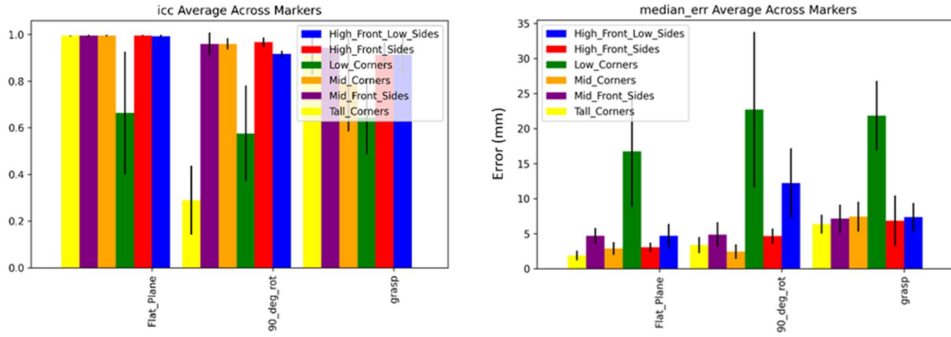 icc Average Across Markers
1.0
0.8
0.6
0.4
0.2
0.0
High_Front_Low_Sides
High_Front_Sides
Low_Corners
Mid_Corners
Mid_Front_Sides
Tall_Corners
Flat_Plane
90_deg_rot
grasp
median_err Average Across Markers
Error (mm)
35
30
25
20
15
10
5
0
High_Front_Low_Sides
High_Front_Sides
Low_Corners
Mid_Corners
Mid_Front_Sides
Tall_Corners
Flat_Plane
90_deg_rot
grasp